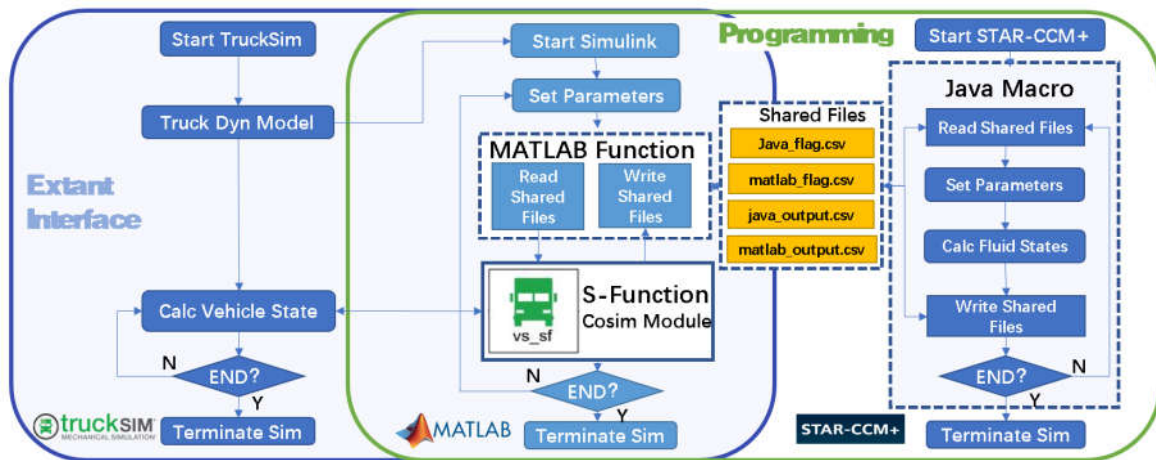 Start TruckSim
Truck Dyn Model
Extant
Interface
Calc Vehicle State
N
END?
Y
Terminate Sim
truckSIM
MECHANICAL SIMULATION
Start Simulink
Set Parameters
MATLAB Function
Read
Shared
Files
Write
Shared
Files
S-Function
Cosim Module
vs_sf
N
END?
Y
Terminate Sim
MATLAB
Programming
Shared Files
Java_flag.csv
matlab_flag.csv
java_output.csv
matlab_output.csv
Start STAR-CCM+
Java Macro
Read Shared Files
Set Parameters
Calc Fluid States
Write Shared
Files
END?
N
Y
Terminate Sim
STAR-CCM+